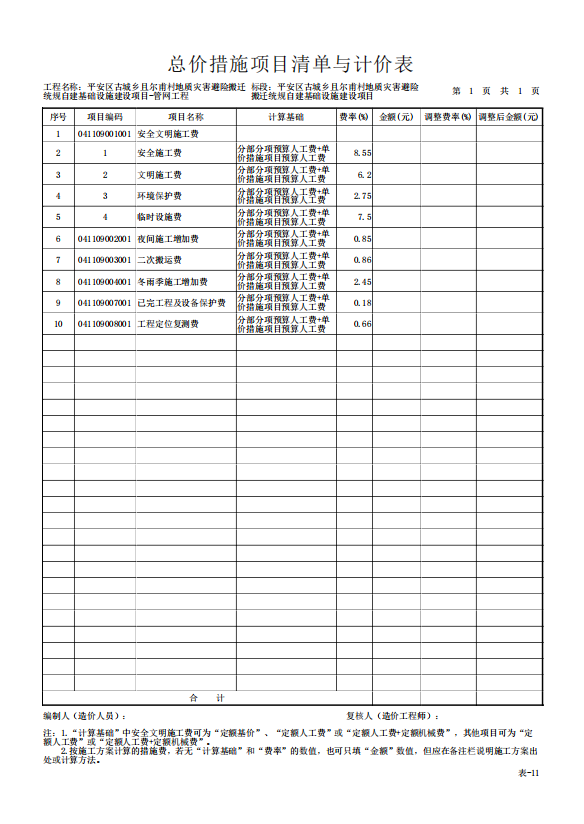 总价措施项目清单与计价表
工程名称：平安区古城乡且尔甫村地质灾害避险搬迁
统规自建基础设施建设项目-管网工程
标段：平安区古城乡且尔甫村地质灾害避险
搬迁统规自建基础设施建设项目
第 1 页 共 1 页
序号 项目编码 项目名称 计算基础 费率(%) 金额(元) 调整费率(%) 调整后金额(元)
1 041109001001 安全文明施工费
2 1 安全施工费 分部分项预算人工费+单
价措施项目预算人工费 8.55
3 2 文明施工费 分部分项预算人工费+单
价措施项目预算人工费 6.2
4 3 环境保护费 分部分项预算人工费+单
价措施项目预算人工费 2.75
5 4 临时设施费 分部分项预算人工费+单
价措施项目预算人工费 7.5
6 041109002001 夜间施工增加费 分部分项预算人工费+单
价措施项目预算人工费 0.85
7 041109003001 二次搬运费 分部分项预算人工费+单
价措施项目预算人工费 0.86
8 041109004001 冬雨季施工增加费 分部分项预算人工费+单
价措施项目预算人工费 2.45
9 041109007001 已完工程及设备保护费 分部分项预算人工费+单
价措施项目预算人工费 0.18
10 041109008001 工程定位复测费 分部分项预算人工费+单
价措施项目预算人工费 0.66
合 计
编制人（造价人员）： 复核人（造价工程师）：
注：1.“计算基础”中安全文明施工费可为“定额基价”、“定额人工费”或“定额人工费+定额机械费”，其他项目可为“定
额人工费”或“定额人工费+定额机械费”。
2.按施工方案计算的措施费，若无“计算基础”和“费率”的数值，也可只填“金额”数值，但应在备注栏说明施工方案出
处或计算方法。
表-11